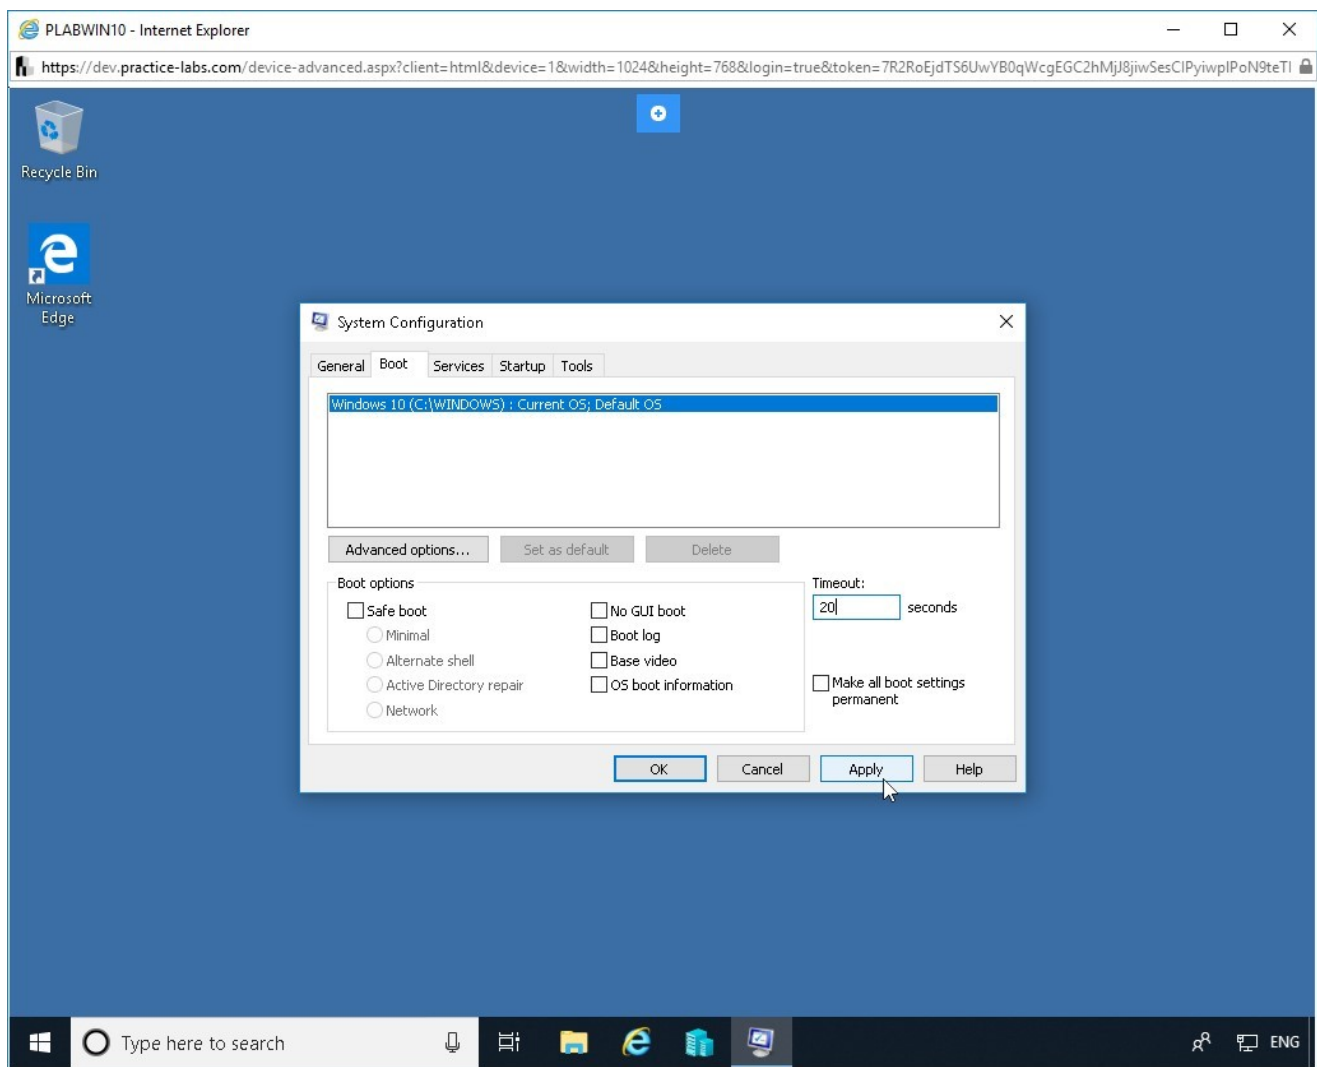 PLABWIN10 - Internet Explorer
https://dev.practice-labs.com/device-advanced.aspx?client=html&device=1&width=1024&height=768&login=true&token=7R2RoEjdTS6UwYB0qWcgEGC2hMjJ8jiwSesClPyiwplPoN9teTl
Recycle Bin
Microsoft
Edge
System Configuration
General Boot Services Startup Tools
Windows 10 (C:\WINDOWS) : Current OS; Default OS
Advanced options... Set as default Delete
Boot options
Timeout:
Safe boot No GUI boot 20 seconds
Minimal Boot log
Alternate shell Base video
Active Directory repair OS boot information Make all boot settings
permanent
Network
OK Cancel Apply Help
Type here to search
ENG